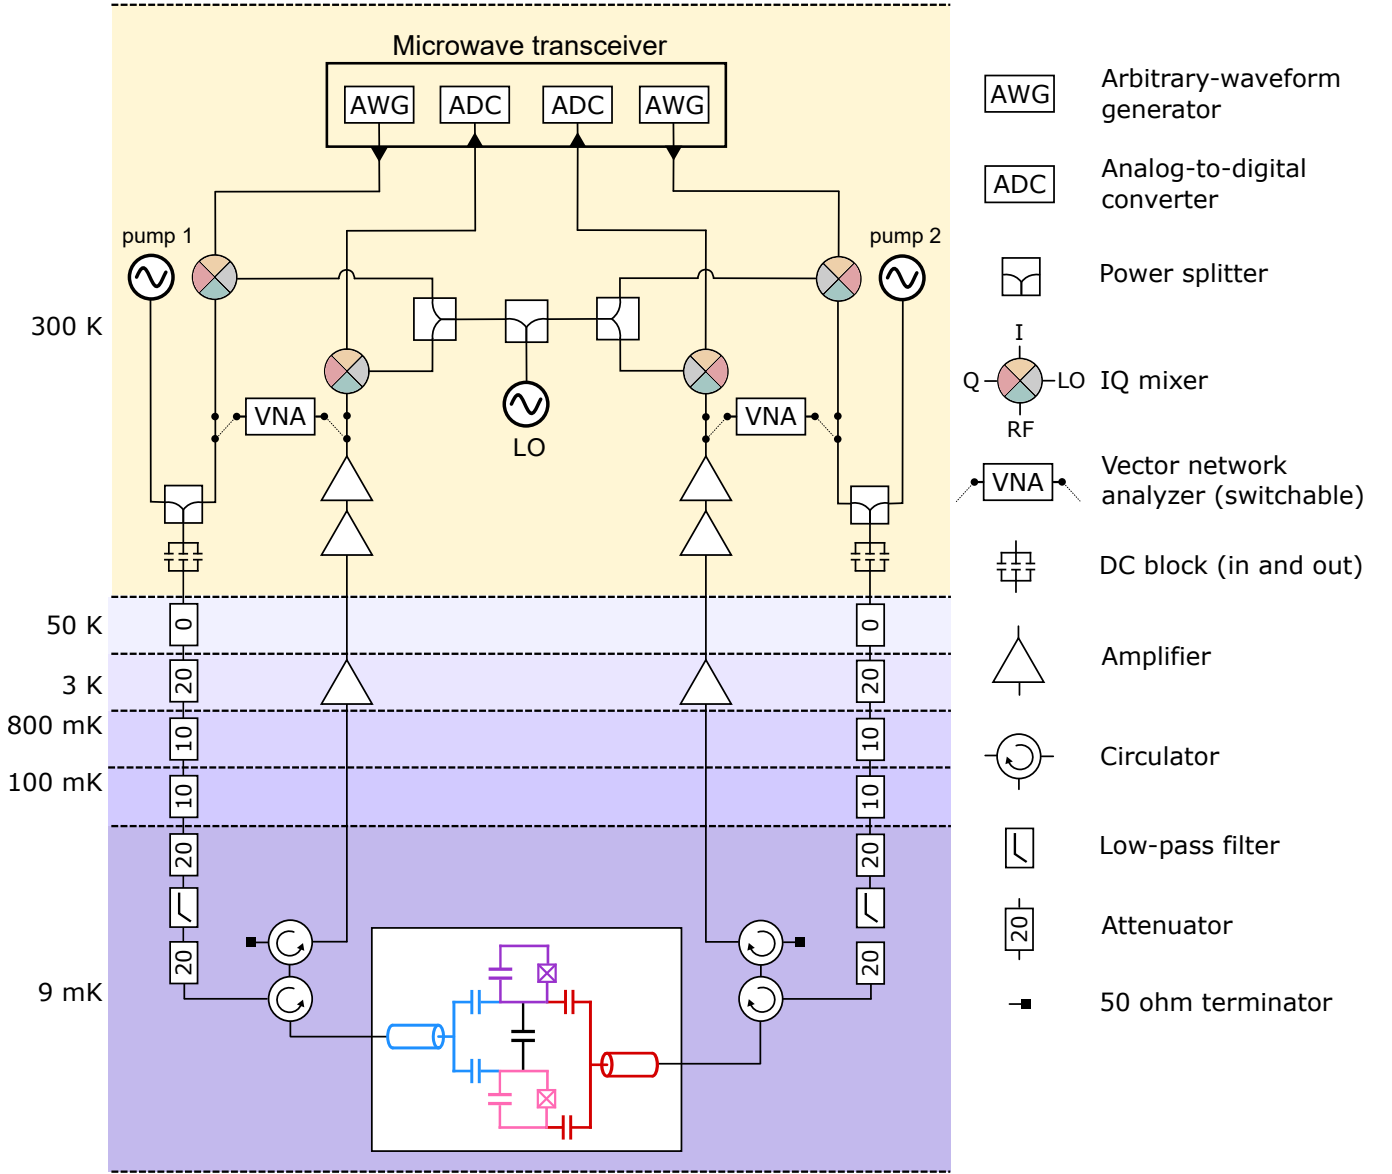 Microwave transceiver
AWG
ADC
ADC
AWG
pump 1
pump 2
300 K
VNA
VNA
LO
50 K
0
0
3 K
20
20
800 mK
10
10
100 mK
10
10
20
20
9 mK
20
20
AWG
Arbitrary-waveform
generator
ADC
Analog-to-digital
converter
Power splitter
I
Q
LO
RF
IQ mixer
VNA
Vector network
analyzer (switchable)
DC block (in and out)
Amplifier
Circulator
Low-pass filter
20
Attenuator
50 ohm terminator